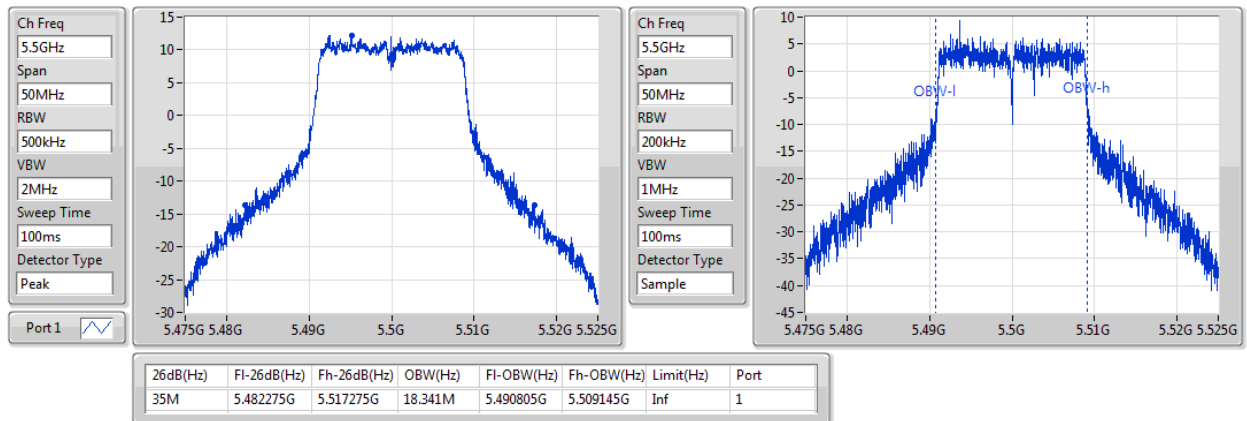 Ch Freq
5.5GHz
Span
50MHz
RBW
500kHz
VBW
2MHz
Sweep Time
100ms
Detector Type
Peak
Port 1
15
10
5
0
-5
-10
-15
-20
-25
-30
5.475G 5.48G 5.49G 5.5G 5.51G 5.52G 5.525G
Ch Freq
5.5GHz
Span
50MHz
RBW
200kHz
VBW
1MHz
Sweep Time
100ms
Detector Type
Sample
10
5
0
-5
-10
-15
-20
-25
-30
-35
-40
-45
OBW-l OBW-h
5.475G 5.48G 5.49G 5.5G 5.51G 5.52G 5.525G
26dB(Hz) Fl-26dB(Hz) Fh-26dB(Hz) OBW(Hz) Fl-OBW(Hz) Fh-OBW(Hz) Limit(Hz) Port
35M 5.482275G 5.517275G 18.341M 5.490805G 5.509145G Inf 1